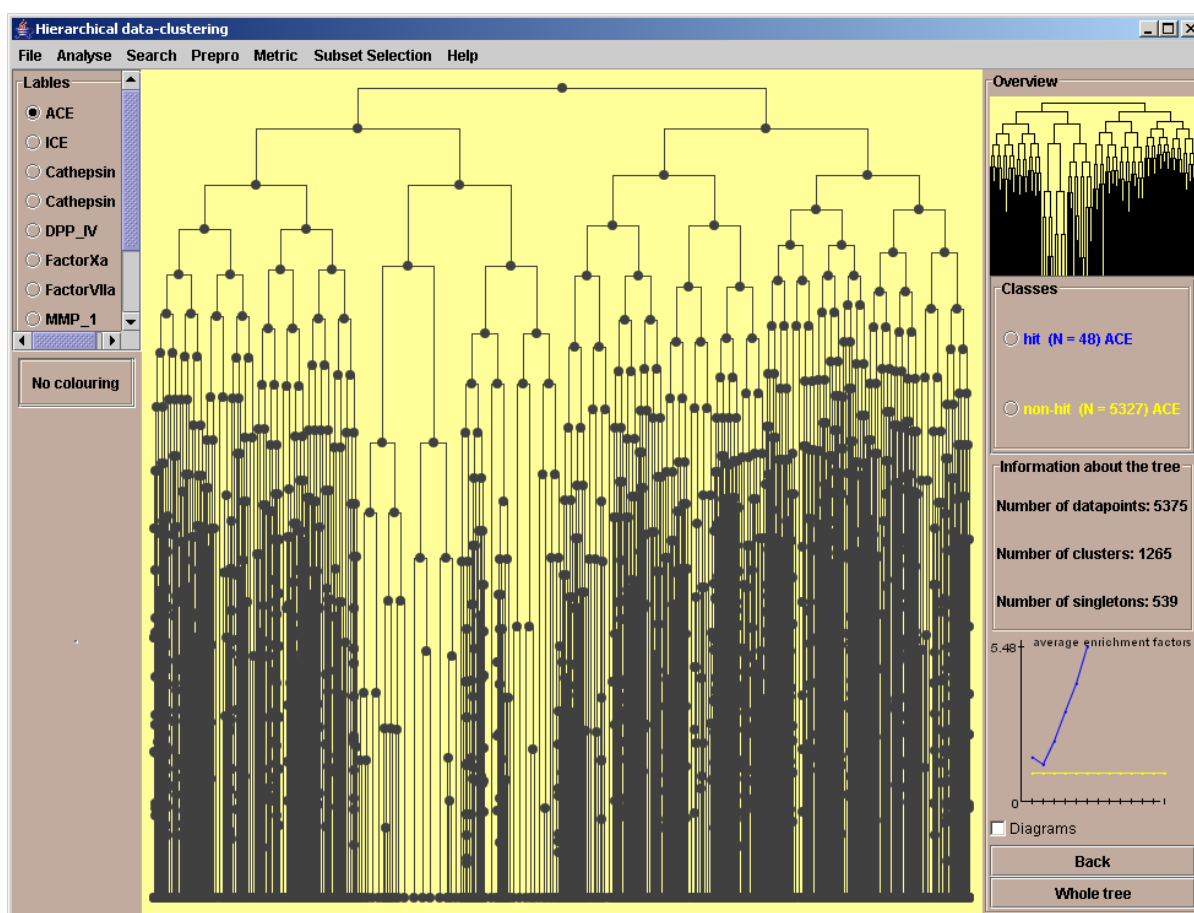 Hierarchical data-clustering
File Analyse Search Prepro Metric Subset Selection Help
Lables
ACE
ICE
Cathepsin
Cathepsin
DPP_IV
FactorXa
FactorVIIa
MMP_1
No colouring
Overview
Classes
hit (N = 48) ACE
non-hit (N = 5327) ACE
Information about the tree
Number of datapoints: 5375
Number of clusters: 1265
Number of singletons: 539
5.48
average enrichment factors
0
Diagrams
Back
Whole tree